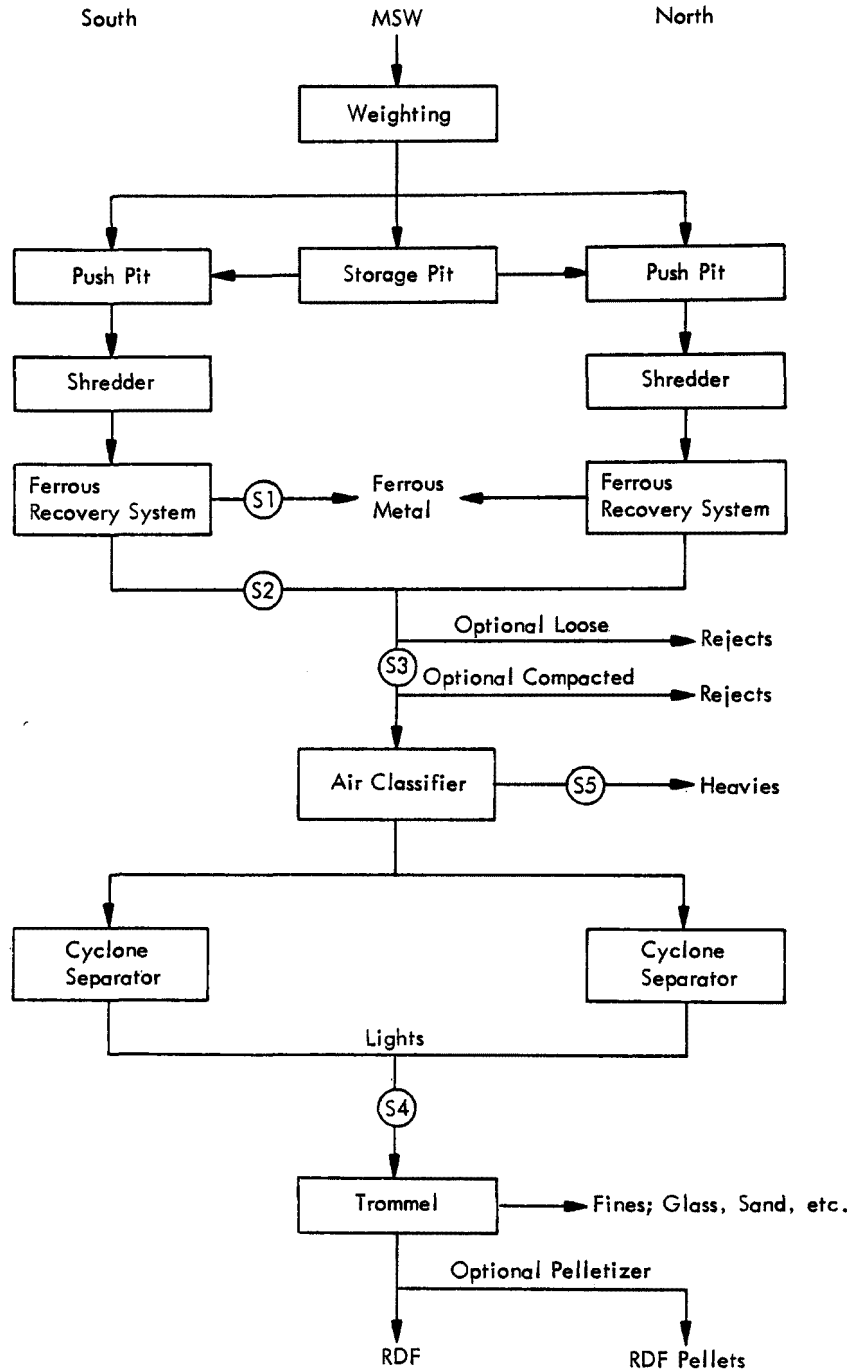 South
MSW
North
Weighting
Push Pit
Storage Pit
Push Pit
Shredder
Shredder
Ferrous
Recovery System
S1
Ferrous
Metal
Ferrous
Recovery System
S2
Optional Loose
Rejects
S3
Optional Compacted
Rejects
Air Classifier
S5
Heavies
Cyclone
Separator
Cyclone
Separator
Lights
S4
Trommel
Fines; Glass, Sand, etc.
Optional Pelletizer
RDF
RDF Pellets